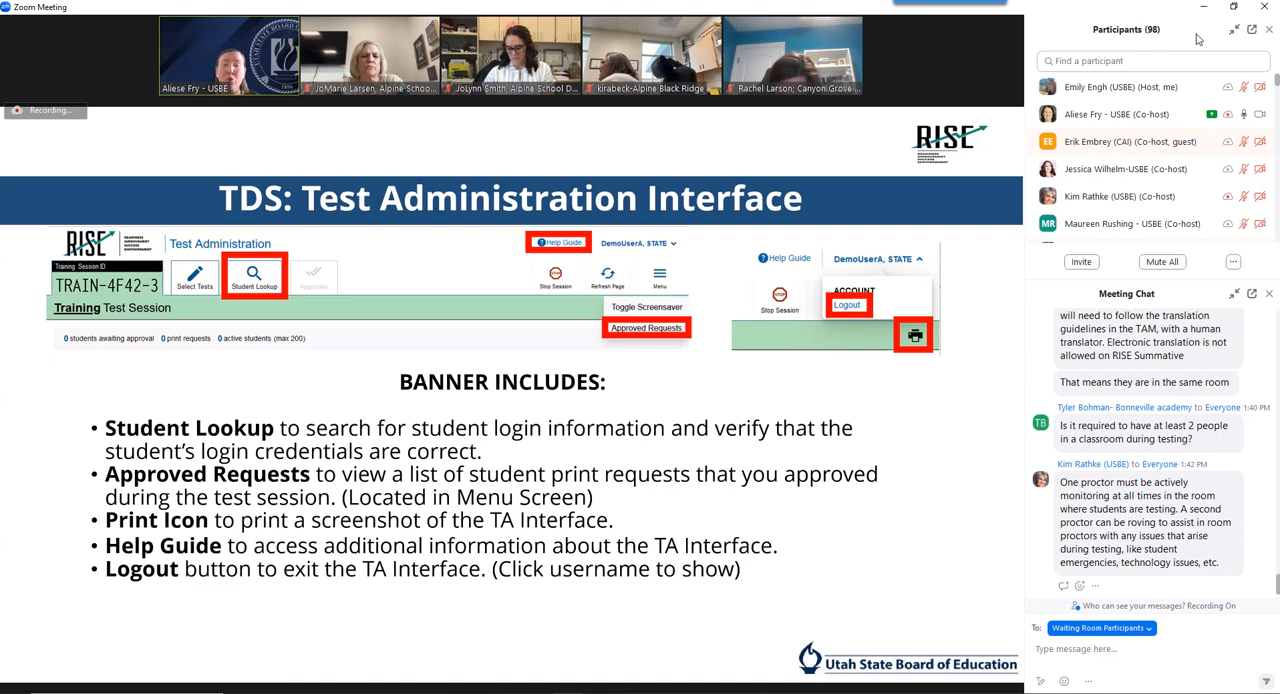 Zoom Meeting
Aliese Fry - USBE
JoMarie Larsen, Alpine Schoo...
JoLynn Smith, Alpine School D...
kirabeck-Alpine Black Ridge
Rachel Larson; Canyon Grove ...
Recording...
RISE
READINESS
IMPROVEMENT
SUCCESS
EMPOWERMENT
TDS: Test Administration Interface
RISE
READINESS
IMPROVEMENT
SUCCESS
EMPOWERMENT
Test Administration
Help Guide
DemoUserA, STATE
Training Session ID
TRAIN-4F42-3
Select Tests
Student Lookup
Approvals
Stop Session
Refresh Page
Menu
Training Test Session
Toggle Screensaver
Approved Requests
0 students awaiting approval 0 print requests 0 active students (max 200)
Help Guide
DemoUserA, STATE
STOP
Stop Session
ACCOUNT
Logout
BANNER INCLUDES:
• Student Lookup to search for student login information and verify that the
student's login credentials are correct.
• Approved Requests to view a list of student print requests that you approved
during the test session. (Located in Menu Screen)
• Print Icon to print a screenshot of the TA Interface.
• Help Guide to access additional information about the TA Interface.
• Logout button to exit the TA Interface. (Click username to show)
Utah State Board of Education
Participants (98)
Find a participant
Emily Engh (USBE) (Host, me)
Aliese Fry - USBE (Co-host)
EE
Erik Embrey (CAI) (Co-host, guest)
Jessica Wilhelm-USBE (Co-host)
Kim Rathke (USBE) (Co-host)
MR
Maureen Rushing - USBE (Co-host)
Invite
Mute All
...
Meeting Chat
will need to follow the translation
guidelines in the TAM, with a human
translator. Electronic translation is not
allowed on RISE Summative
That means they are in the same room
Tyler Bohman- Bonneville academy to Everyone 1:40 PM
TB
Is it required to have at least 2 people
in a classroom during testing?
Kim Rathke (USBE) to Everyone 1:42 PM
One proctor must be actively
monitoring at all times in the room
where students are testing. A second
proctor can be roving to assist in room
proctors with any issues that arise
during testing, like student
emergencies, technology issues, etc.
Who can see your messages? Recording On
To: Waiting Room Participants
Type message here...